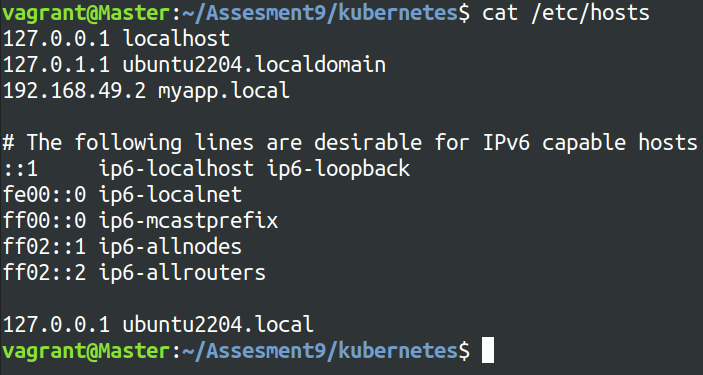 vagrant@Master:~/Assesment9/kubernetes$ cat /etc/hosts
127.0.0.1 localhost
127.0.1.1 ubuntu2204.localdomain
192.168.49.2 myapp.local
# The following lines are desirable for IPv6 capable hosts
::1     ip6-localhost ip6-loopback
fe00::0 ip6-localnet
ff00::0 ip6-mcastprefix
ff02::1 ip6-allnodes
ff02::2 ip6-allrouters
127.0.0.1 ubuntu2204.local
vagrant@Master:~/Assesment9/kubernetes$